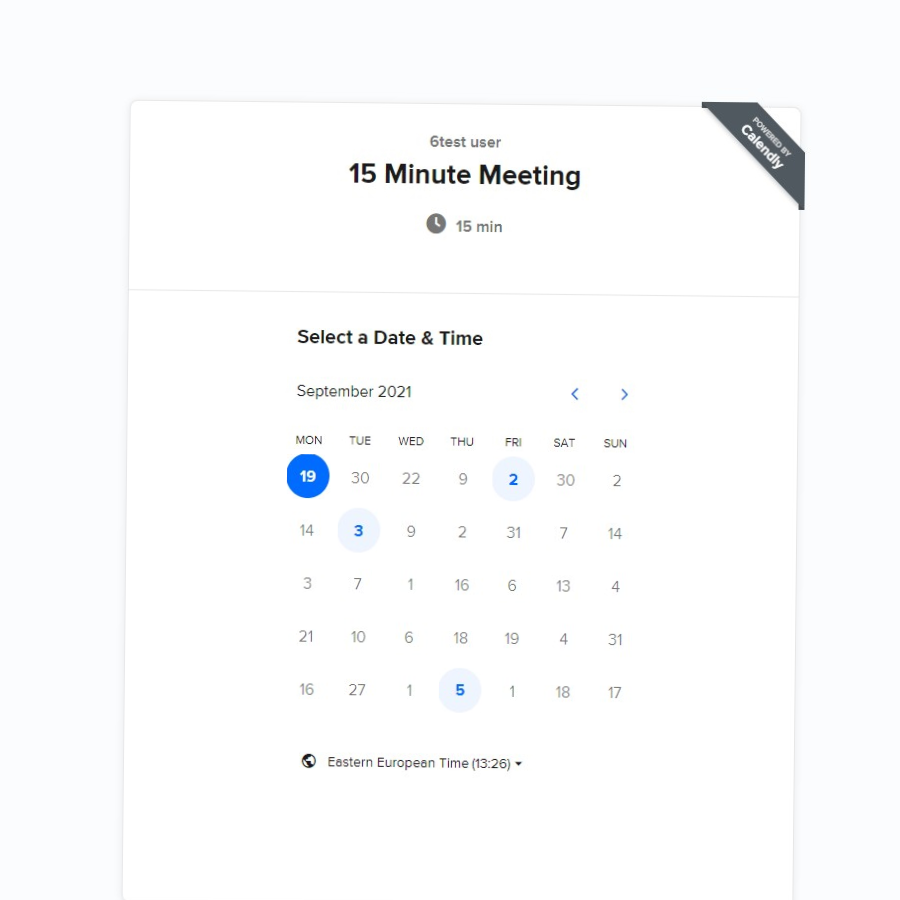 POWERED BY
Calendly
6test user
15 Minute Meeting
15 min
Select a Date & Time
September 2021
MON TUE WED THU FRI SAT SUN
19 30 22 9 2 30 2
14 3 9 2 31 7 14
3 7 1 16 6 13 4
21 10 6 18 19 4 31
16 27 1 5 1 18 17
Eastern European Time (13:26)